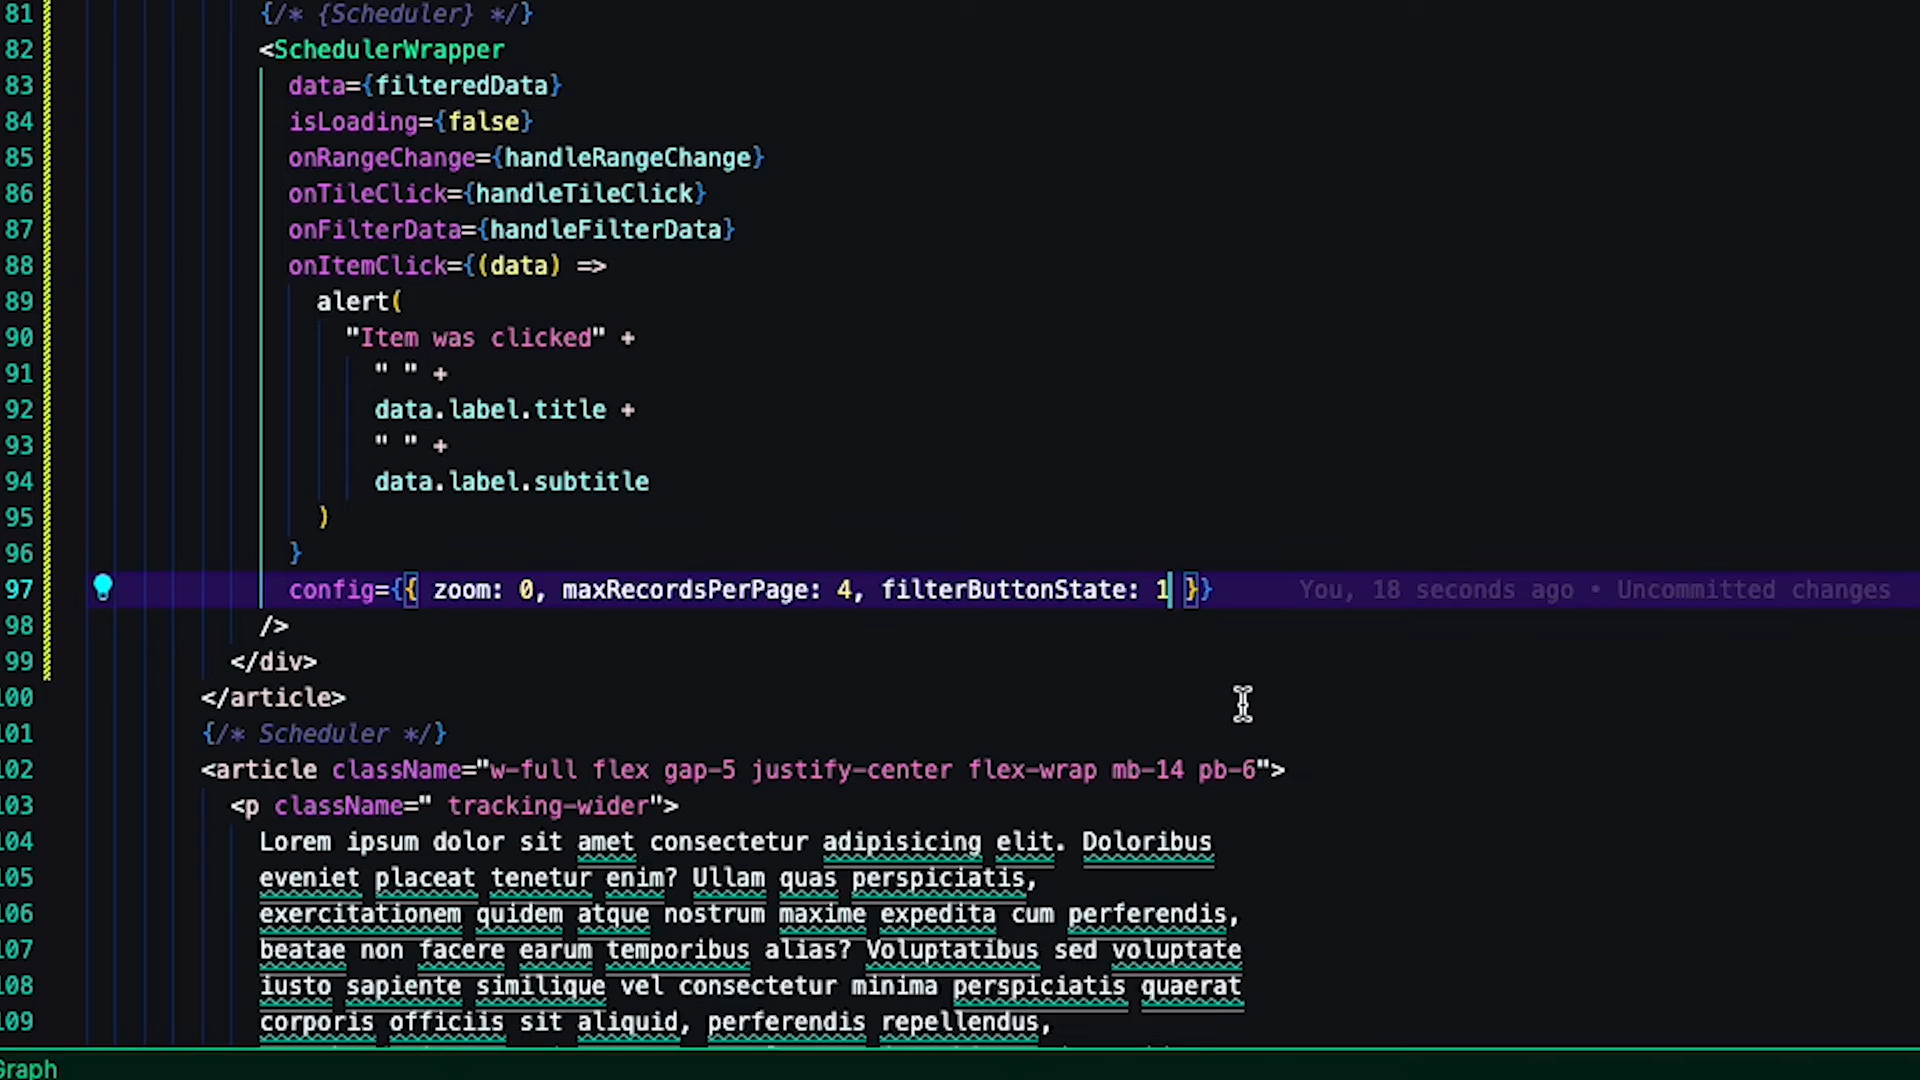 81 {/* {Scheduler} */}
82 <SchedulerWrapper
83 data={filteredData}
84 isLoading={false}
85 onRangeChange={handleRangeChange}
86 onTileClick={handleTileClick}
87 onFilterData={handleFilterData}
88 onItemClick={(data) =>
89 alert(
90 "Item was clicked" +
91 " " +
92 data.label.title +
93 " " +
94 data.label.subtitle
95 )
96 }
97 config={{ zoom: 0, maxRecordsPerPage: 4, filterButtonState: 1 }} You, 18 seconds ago • Uncommitted changes
98 />
99 </div>
100 </article>
101 {/* Scheduler */}
102 <article className="w-full flex gap-5 justify-center flex-wrap mb-14 pb-6">
103 <p className=" tracking-wider">
104 Lorem ipsum dolor sit amet consectetur adipisicing elit. Doloribus
105 eveniet placeat tenetur enim? Ullam quas perspiciatis,
106 exercitationem quidem atque nostrum maxime expedita cum perferendis,
107 beatae non facere earum temporibus alias? Voluptatibus sed voluptate
108 iusto sapiente similique vel consectetur minima perspiciatis quaerat
109 corporis officiis sit aliquid, perferendis repellendus,
Graph